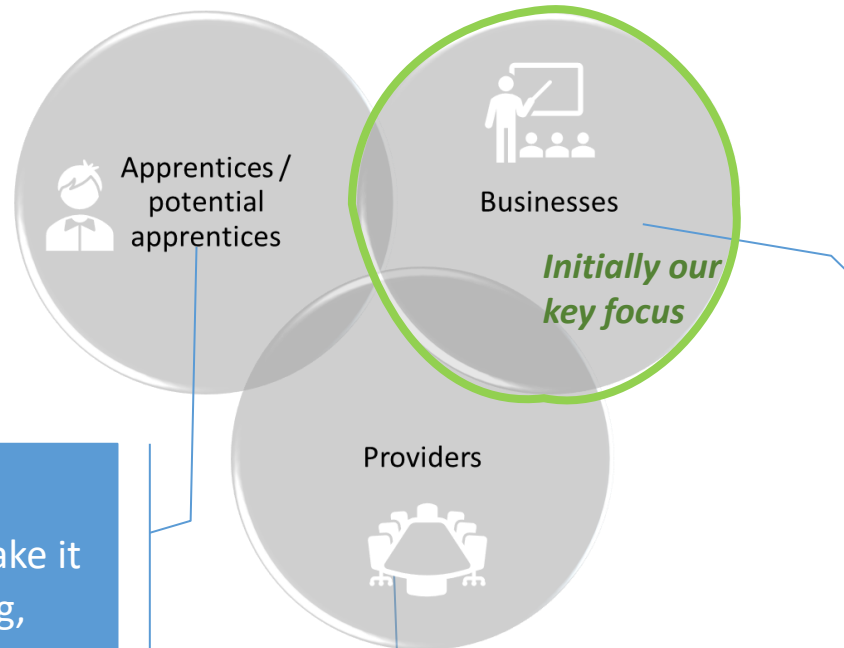 Apprentices /
potential
apprentices
Businesses
Initially our
key focus
Providers
ake it
g,